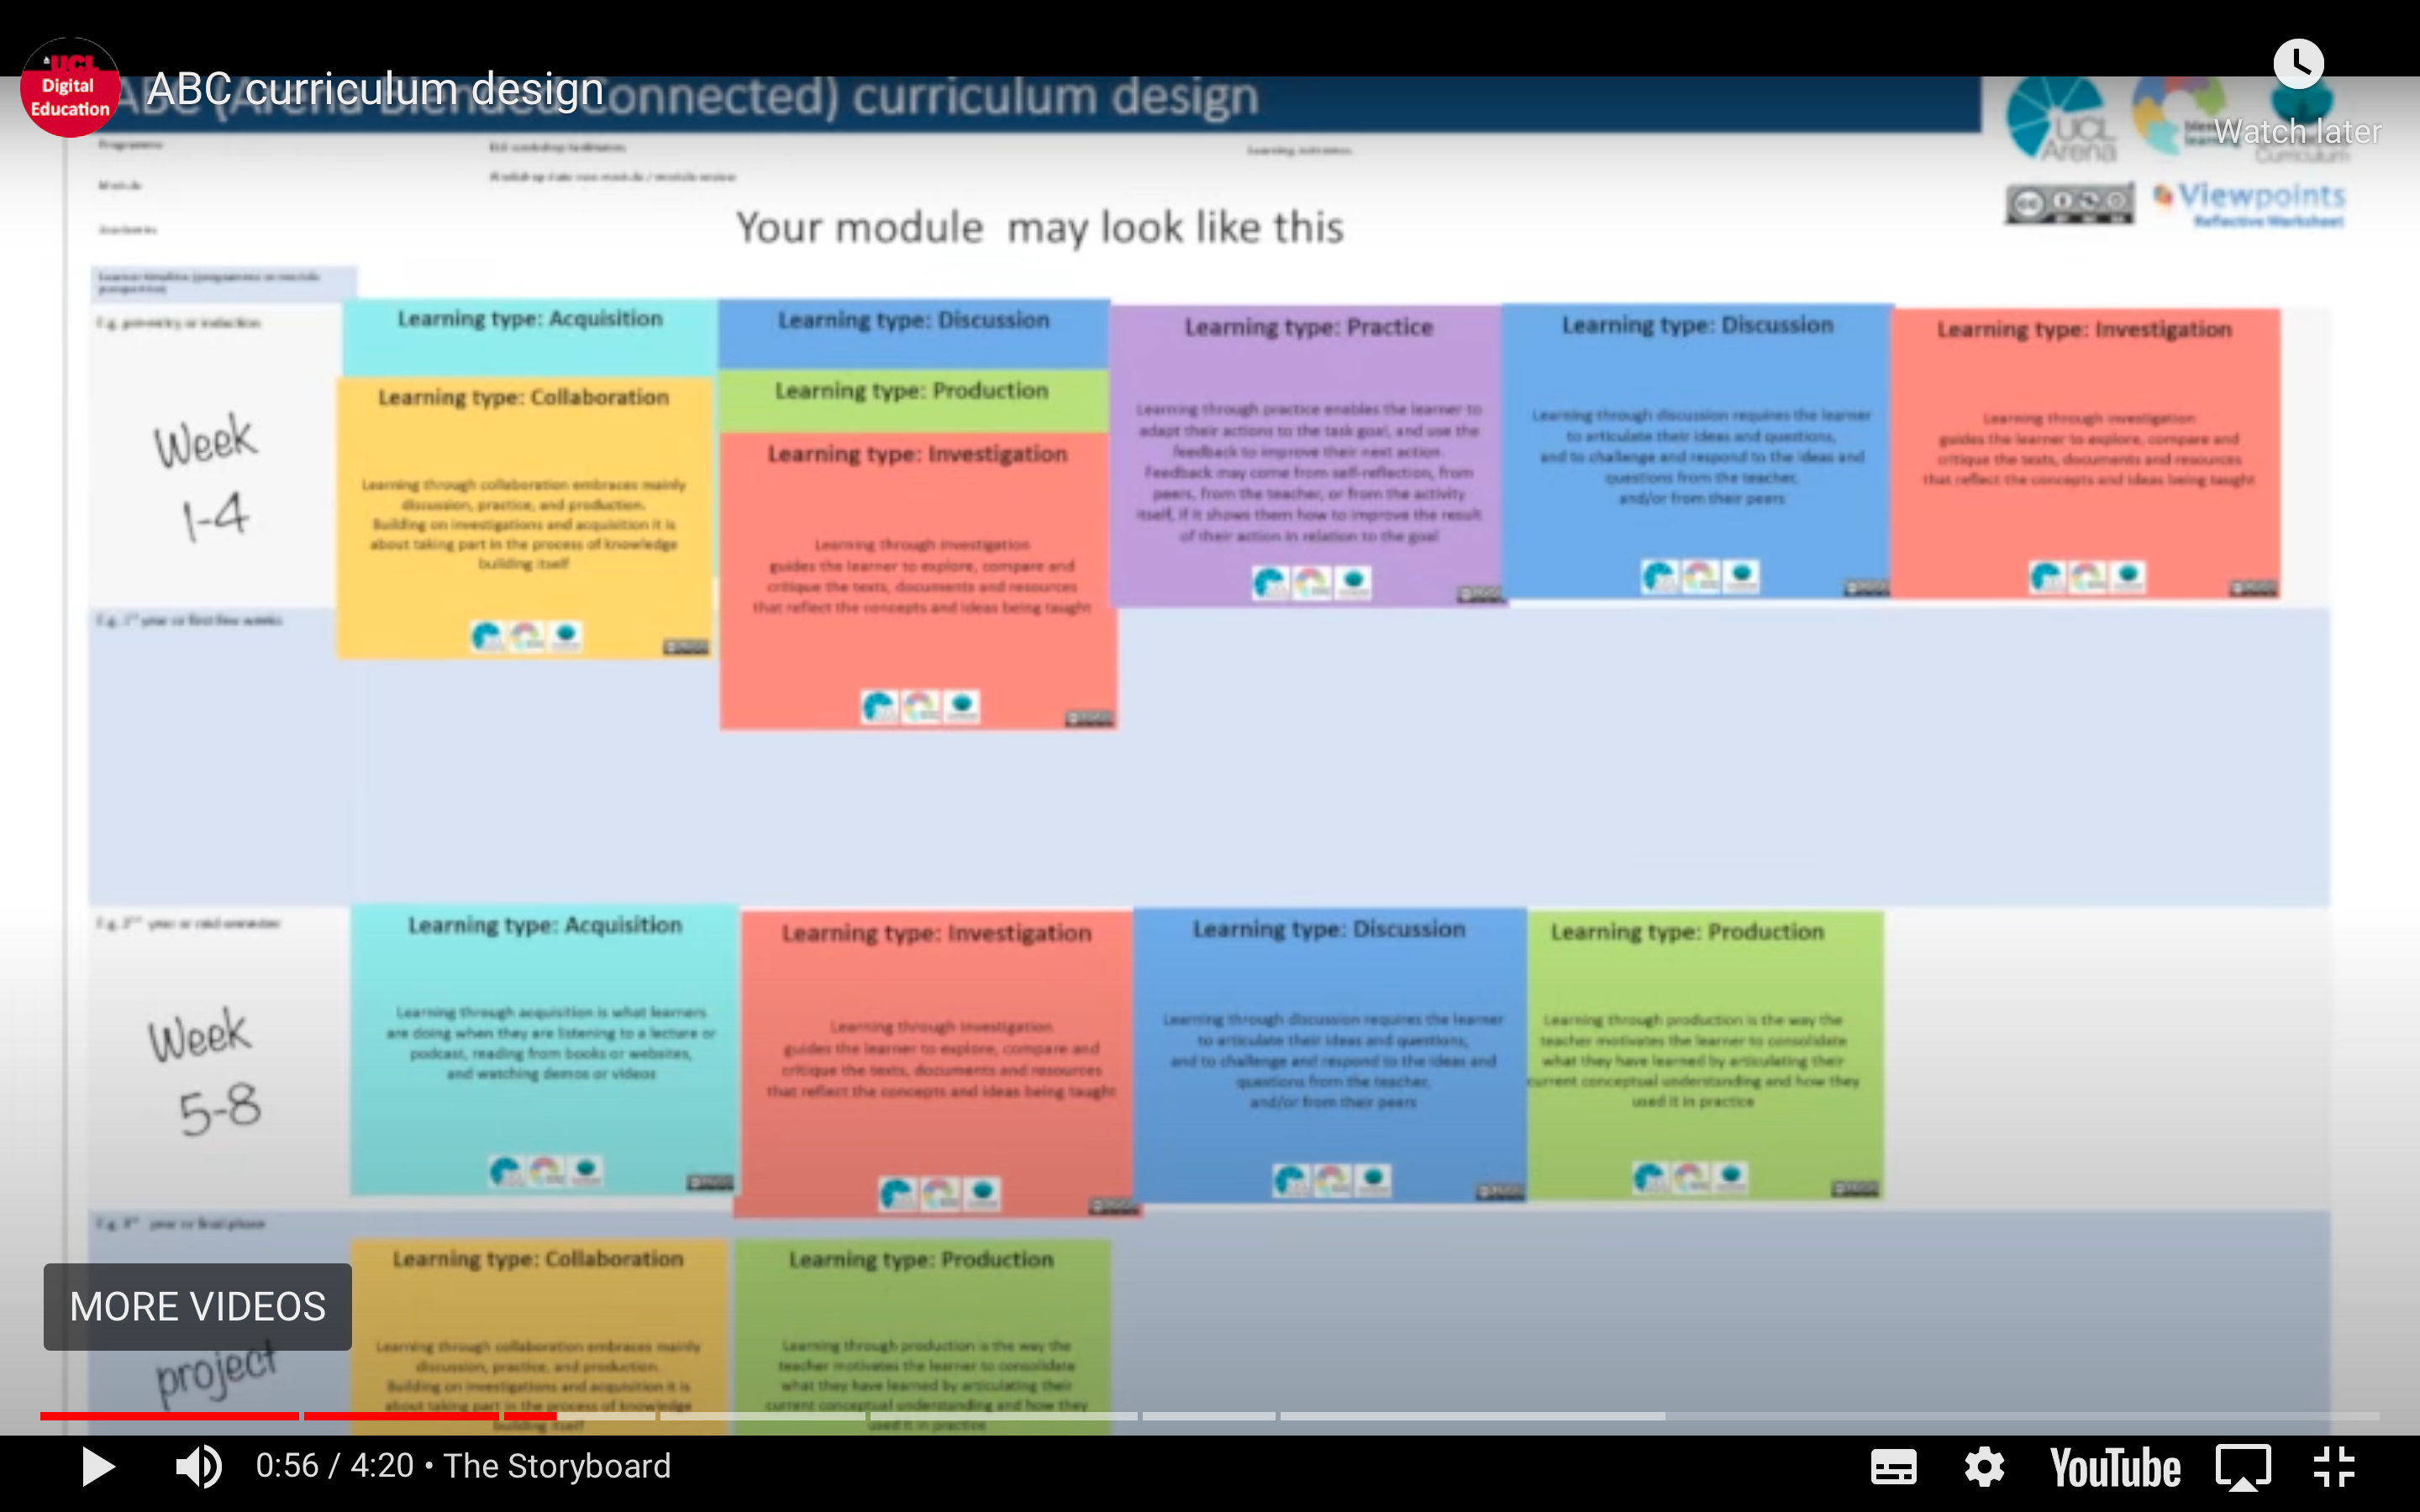 UCL
Digital
Education
ABC curriculum design
Connected) curriculum design
Watch later
UCL
Arena
Curriculum
Programme
Module
Learning outcomes
Viewpoints
Reflective Worksheet
Your module may look like this
Week
1-4
Learning type: Acquisition
Learning type: Collaboration
Learning through collaboration embraces mainly
discussion, practice, and production.
Building on investigations and acquisition it is
about taking part in the process of knowledge
building itself
Learning type: Discussion
Learning type: Production
Learning type: Investigation
Learning through investigation
guides the learner to explore, compare and
critique the texts, documents and resources
that reflect the concepts and ideas being taught
Learning type: Practice
Learning through practice enables the learner to
adapt their actions to the task goal, and use the
feedback to improve their next action.
Feedback may come from self-reflection, from
peers, from the teacher, or from the activity
itself, if it shows them how to improve the result
of their action in relation to the goal
Learning type: Discussion
Learning through discussion requires the learner
to articulate their ideas and questions,
and to challenge and respond to the ideas and
questions from the teacher,
and/or from their peers
Learning type: Investigation
Learning through investigation
guides the learner to explore, compare and
critique the texts, documents and resources
that reflect the concepts and ideas being taught
E.g. 1st year or first few weeks
Week
5-8
Learning type: Acquisition
Learning through acquisition is what learners
are doing when they are listening to a lecture or
podcast, reading from books or websites,
and watching demos or videos
Learning type: Investigation
Learning through investigation
guides the learner to explore, compare and
critique the texts, documents and resources
that reflect the concepts and ideas being taught
Learning type: Discussion
Learning through discussion requires the learner
to articulate their ideas and questions,
and to challenge and respond to the ideas and
questions from the teacher,
and/or from their peers
Learning type: Production
Learning through production is the way the
teacher motivates the learner to consolidate
what they have learned by articulating their
current conceptual understanding and how they
used it in practice
MORE VIDEOS
project
Learning type: Collaboration
Learning through collaboration embraces mainly
discussion, practice, and production.
Building on investigations and acquisition it is
about taking part in the process of knowledge
building itself
Learning type: Production
Learning through production is the way the
teacher motivates the learner to consolidate
what they have learned by articulating their
current conceptual understanding and how they
used it in practice
0:56 / 4:20 • The Storyboard
YouTube